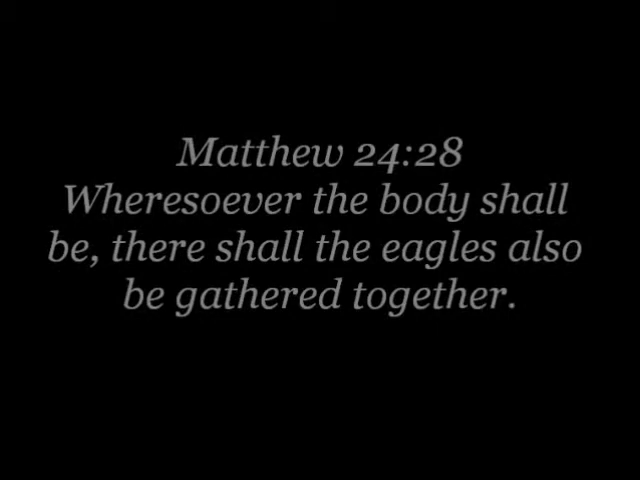 Matthew 24:28
Wheresoever the body shall
be, there shall the eagles also
be gathered together.